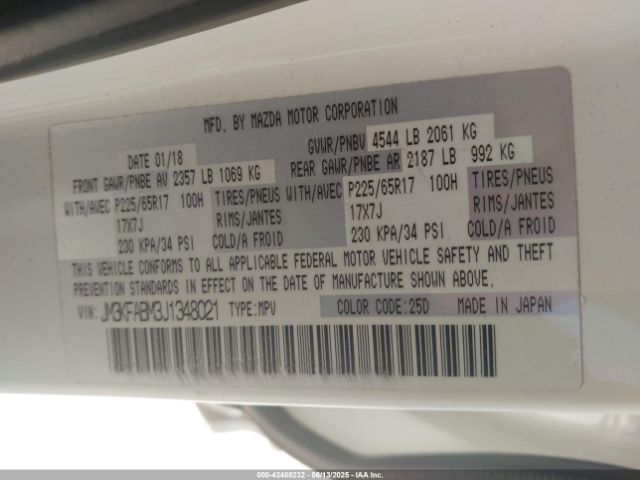 MFD. BY MAZDA MOTOR CORPORATION
DATE 01/18 GVWR/PNBV 4544 LB 2061 KG
FRONT GAWR/PNBE AV 2357 LB 1069 KG REAR GAWR/PNBE AR 2187 LB 992 KG
WITH/AVEC P225/65R17 100H TIRES/PNEUS WITH/AVEC P225/65R17 100H TIRES/PNEUS
17X7J RIMS/JANTES 17X7J RIMS/JANTES
230 KPA/34 PSI COLD/A FROID 230 KPA/34 PSI COLD/A FROID
THIS VEHICLE CONFORMS TO ALL APPLICABLE FEDERAL MOTOR VEHICLE SAFETY AND THEFT
PREVENTION STANDARDS IN EFFECT ON THE DATE OF MANUFACTURE SHOWN ABOVE.
VIN: JM3KFABM3J1348021 TYPE:MPV COLOR CODE:25D MADE IN JAPAN
000-42488232 - 06/13/2025 - IAA Inc.